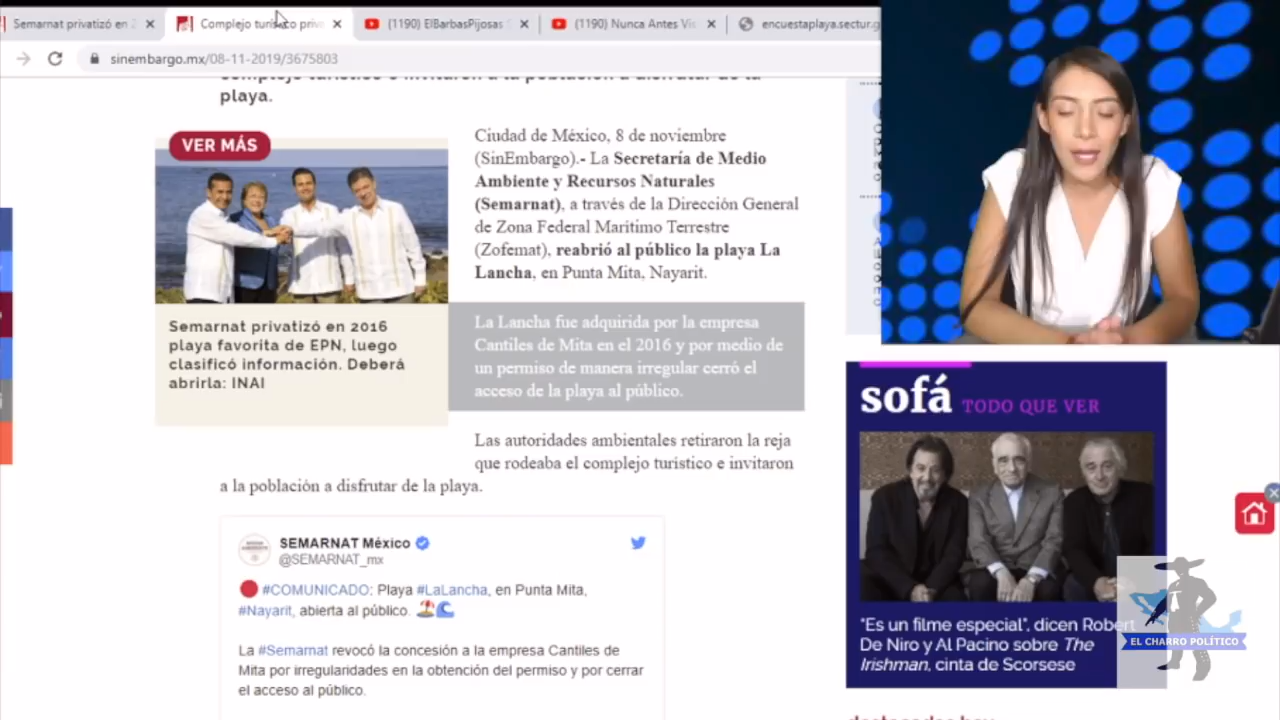 Semarnat privatizó en 2
Complejo turístico priv
(1190) ElBarbasPijosas
(1190) Nunca Antes Vi
encuestaplaya.sectur.g
sinembargo.mx/08-11-2019/3675803
complejo turístico e invitaron a la población a disfrutar de la
playa.
VER MÁS
Semarnat privatizó en 2016
playa favorita de EPN, luego
clasificó información. Deberá
abrirla: INAI
Ciudad de México, 8 de noviembre
(SinEmbargo).- La Secretaría de Medio
Ambiente y Recursos Naturales
(Semarnat), a través de la Dirección General
de Zona Federal Marítimo Terrestre
(Zofemat), reabrió al público la playa La
Lancha, en Punta Mita, Nayarit.
La Lancha fue adquirida por la empresa
Cantiles de Mita en el 2016 y por medio de
un permiso de manera irregular cerró el
acceso de la playa al público.
Las autoridades ambientales retiraron la reja
que rodeaba el complejo turístico e invitaron
a la población a disfrutar de la playa.
SEMARNAT México
@SEMARNAT_mx
#COMUNICADO: Playa #LaLancha, en Punta Mita,
#Nayarit, abierta al público.
La #Semarnat revocó la concesión a la empresa Cantiles de
Mita por irregularidades en la obtención del permiso y por cerrar
el acceso al público.
sofá TODO QUE VER
"Es un filme especial", dicen Robert
De Niro y Al Pacino sobre The
Irishman, cinta de Scorsese
EL CHARRO POLÍTICO